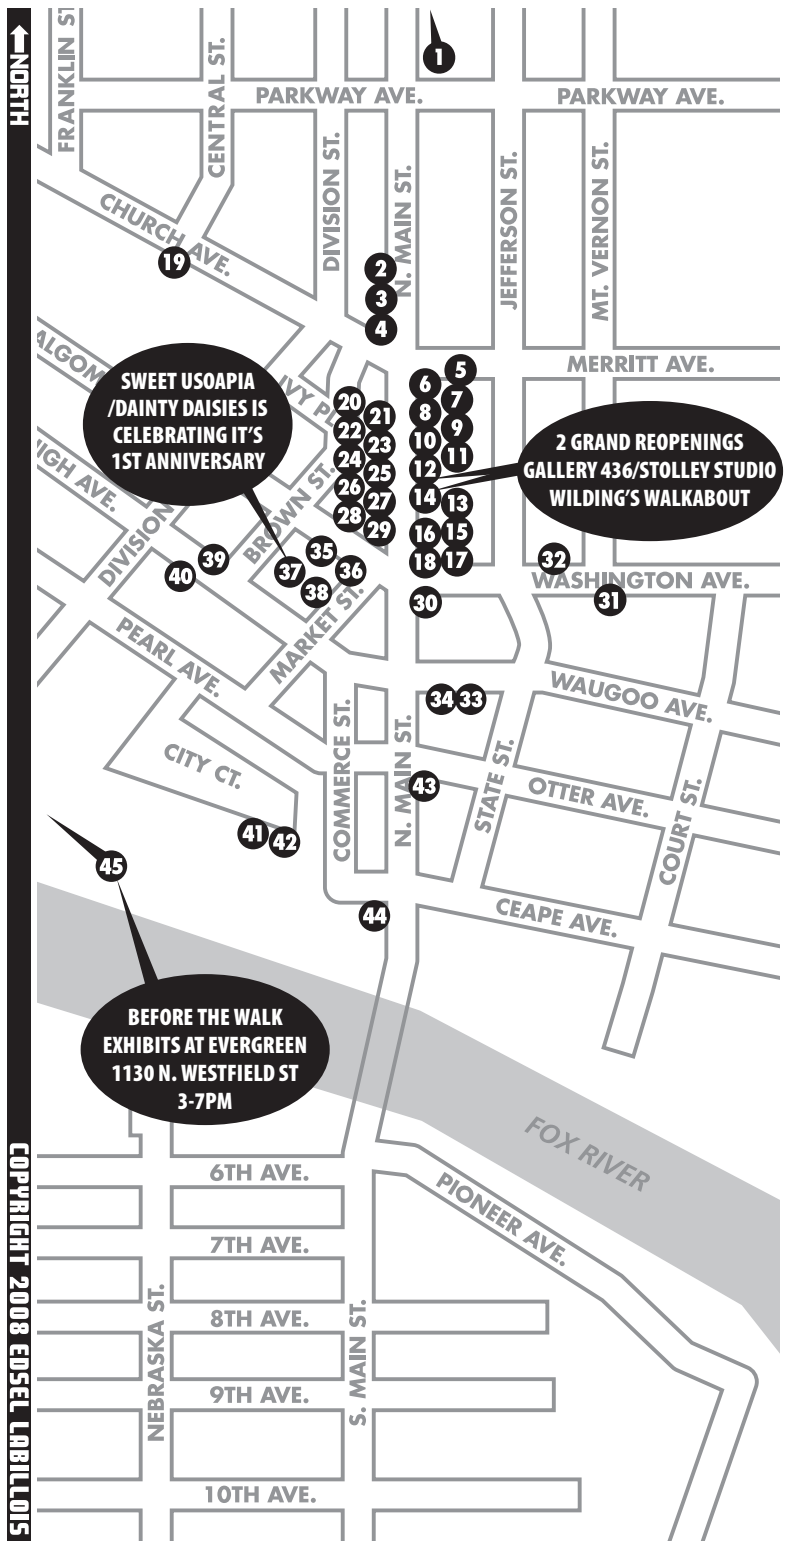 NORTH
FRANKLIN ST
CENTRAL ST.
1
PARKWAY AVE.
PARKWAY AVE.
DIVISION ST.
N. MAIN ST.
JEFFERSON ST.
MT. VERNON ST.
CHURCH AVE.
19
2
3
4
MERRITT AVE.
ALGOM
SWEET USOAPIA
/DAINTY DAISIES IS
CELEBRATING IT'S
1ST ANNIVERSARY
IVY PL
5
6
7
8
9
10
11
12
13
14
15
16
17
18
20
21
22
23
24
25
26
27
28
29
2 GRAND REOPENINGS
GALLERY 436/STOLLEY STUDIO
WILDING'S WALKABOUT
IGH AVE.
DIVISION
BROWN ST.
39
40
35
36
37
38
MARKET ST.
32
WASHINGTON AVE.
31
30
PEARL AVE.
WAUGOO AVE.
34
33
CITY CT.
COMMERCE ST.
N. MAIN ST.
43
STATE ST.
OTTER AVE.
COURT ST.
41
42
45
44
CEAPE AVE.
BEFORE THE WALK
EXHIBITS AT EVERGREEN
1130 N. WESTFIELD ST
3-7PM
FOX RIVER
6TH AVE.
PIONEER AVE.
7TH AVE.
8TH AVE.
NEBRASKA ST.
S. MAIN ST.
9TH AVE.
10TH AVE.
COPYRIGHT 2008 EDSEL LABILLOIS